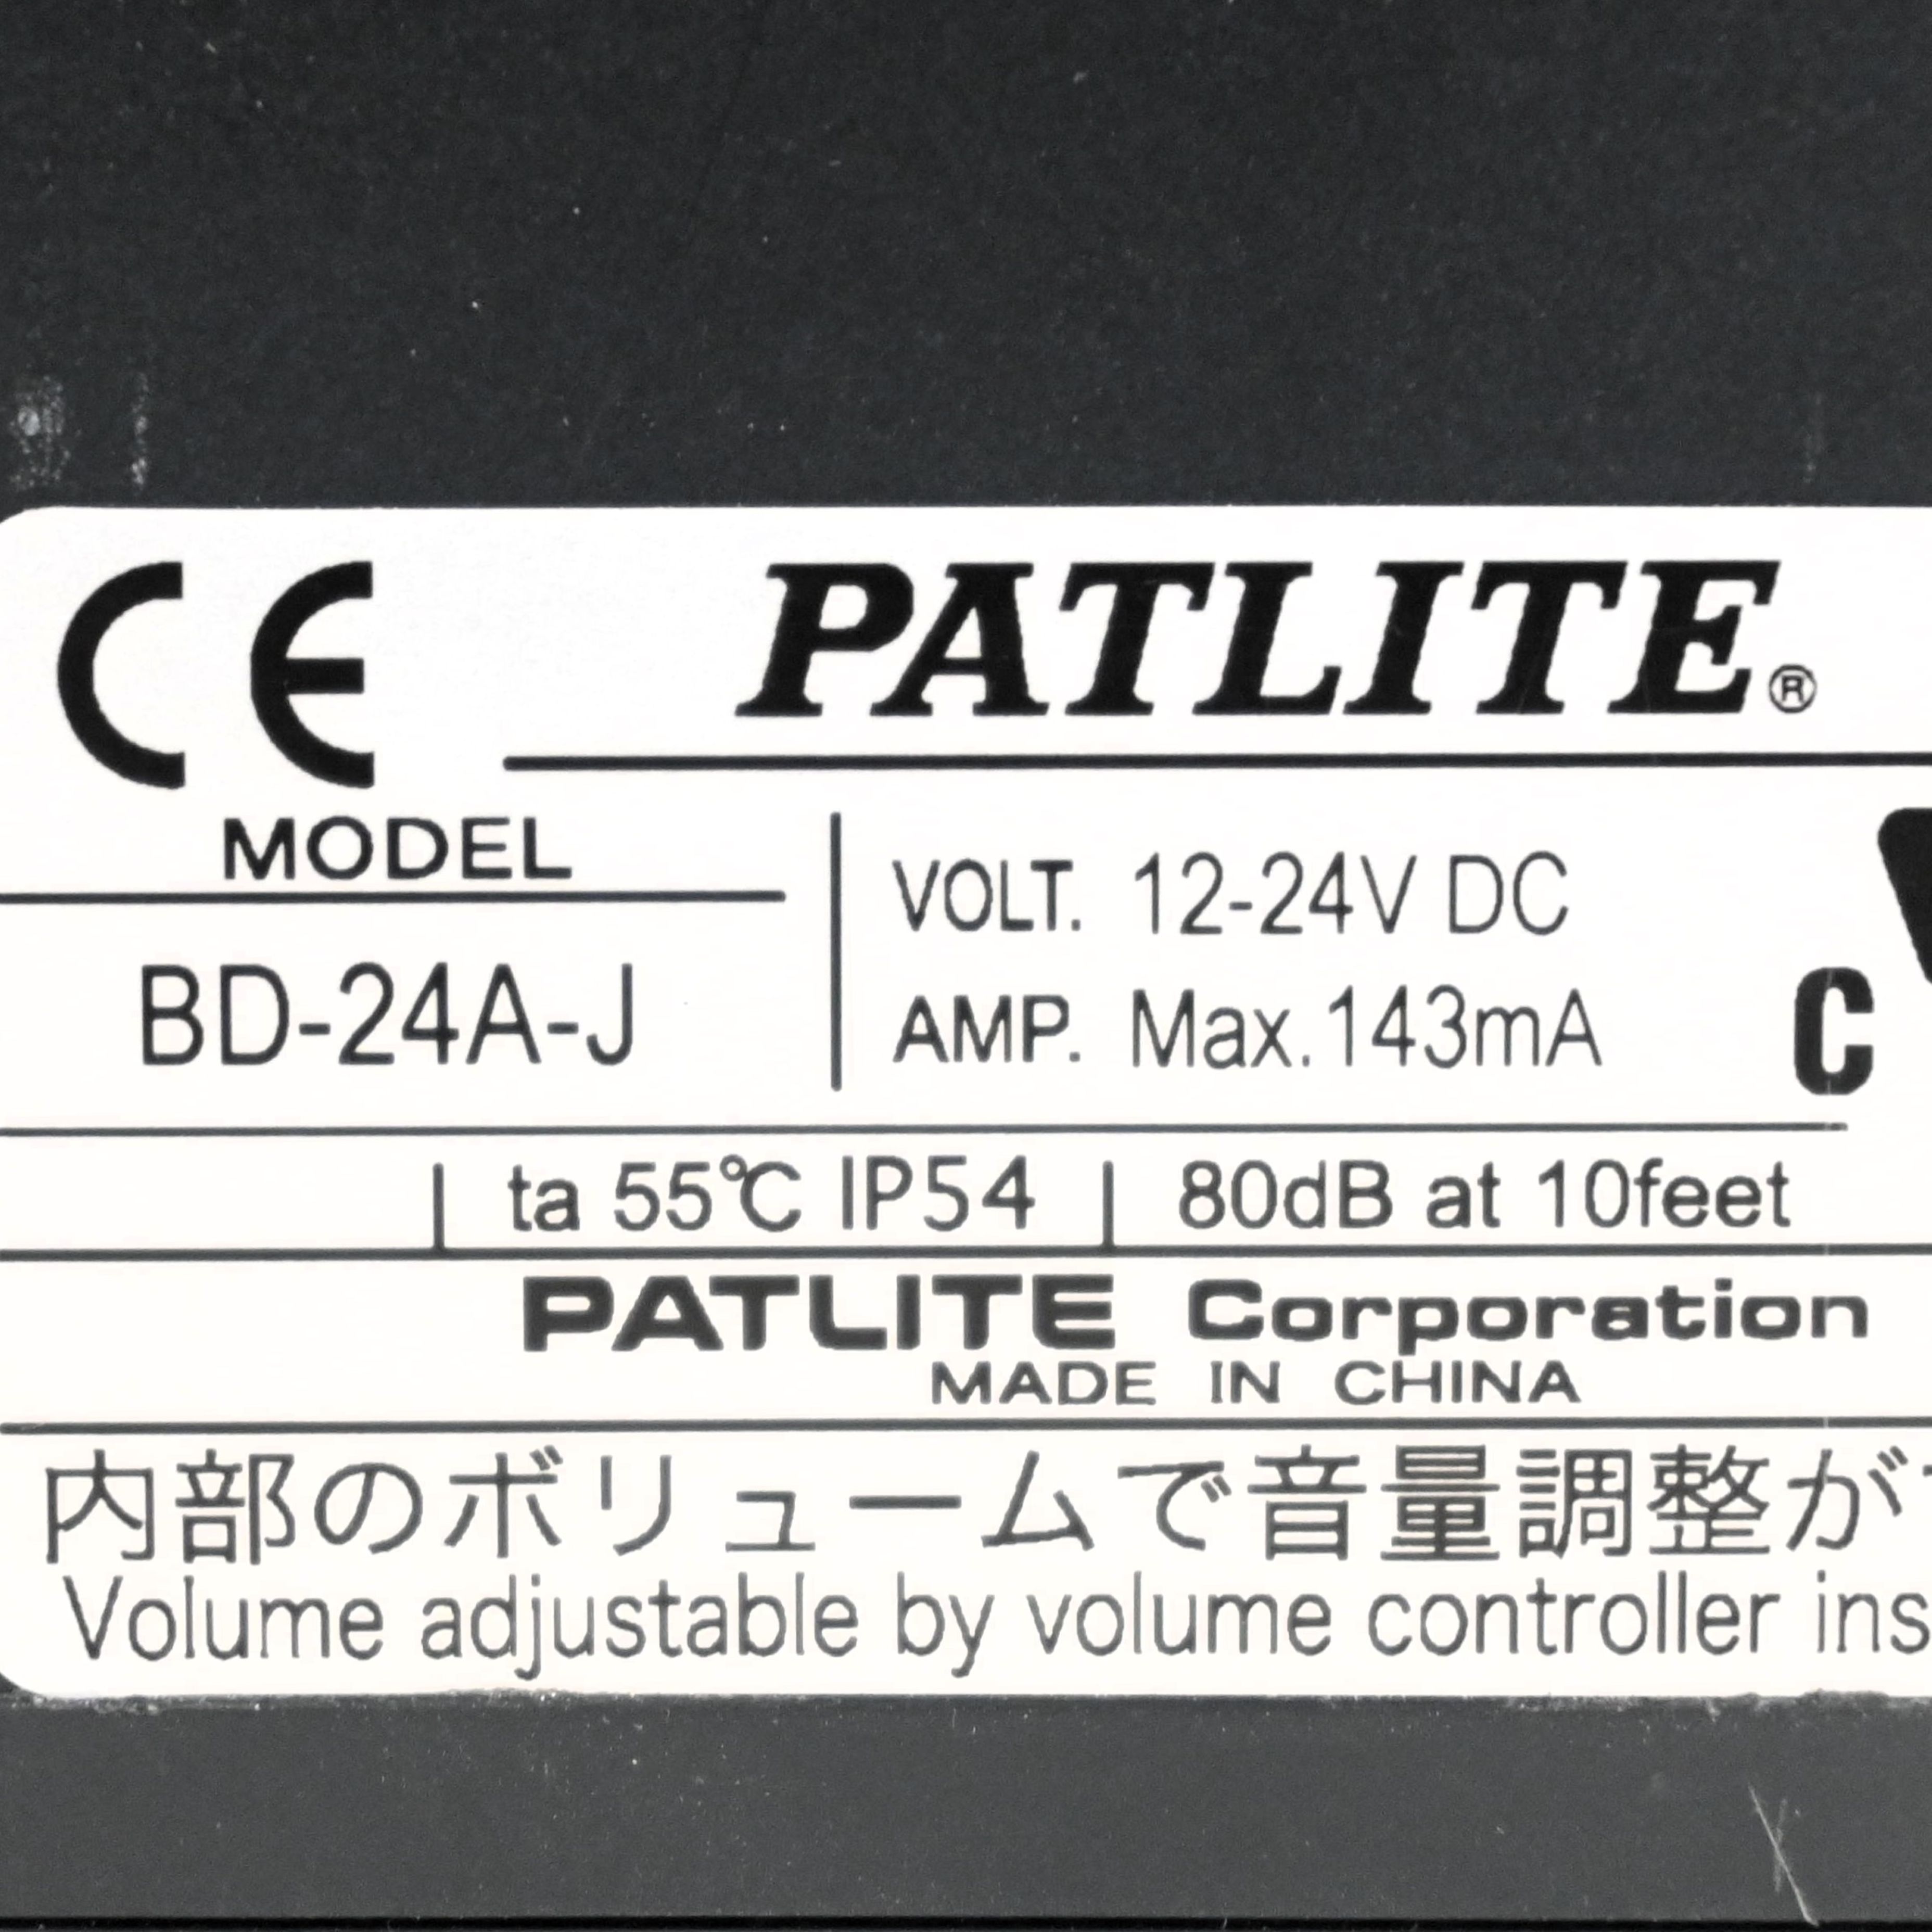 CE PATLITE®
MODEL
BD-24A-J
VOLT. 12-24V DC
AMP. Max.143mA
C
ta 55℃ IP54 80dB at 10feet
PATLITE Corporation
MADE IN CHINA
内部のボリュームで音量調整が
Volume adjustable by volume controller